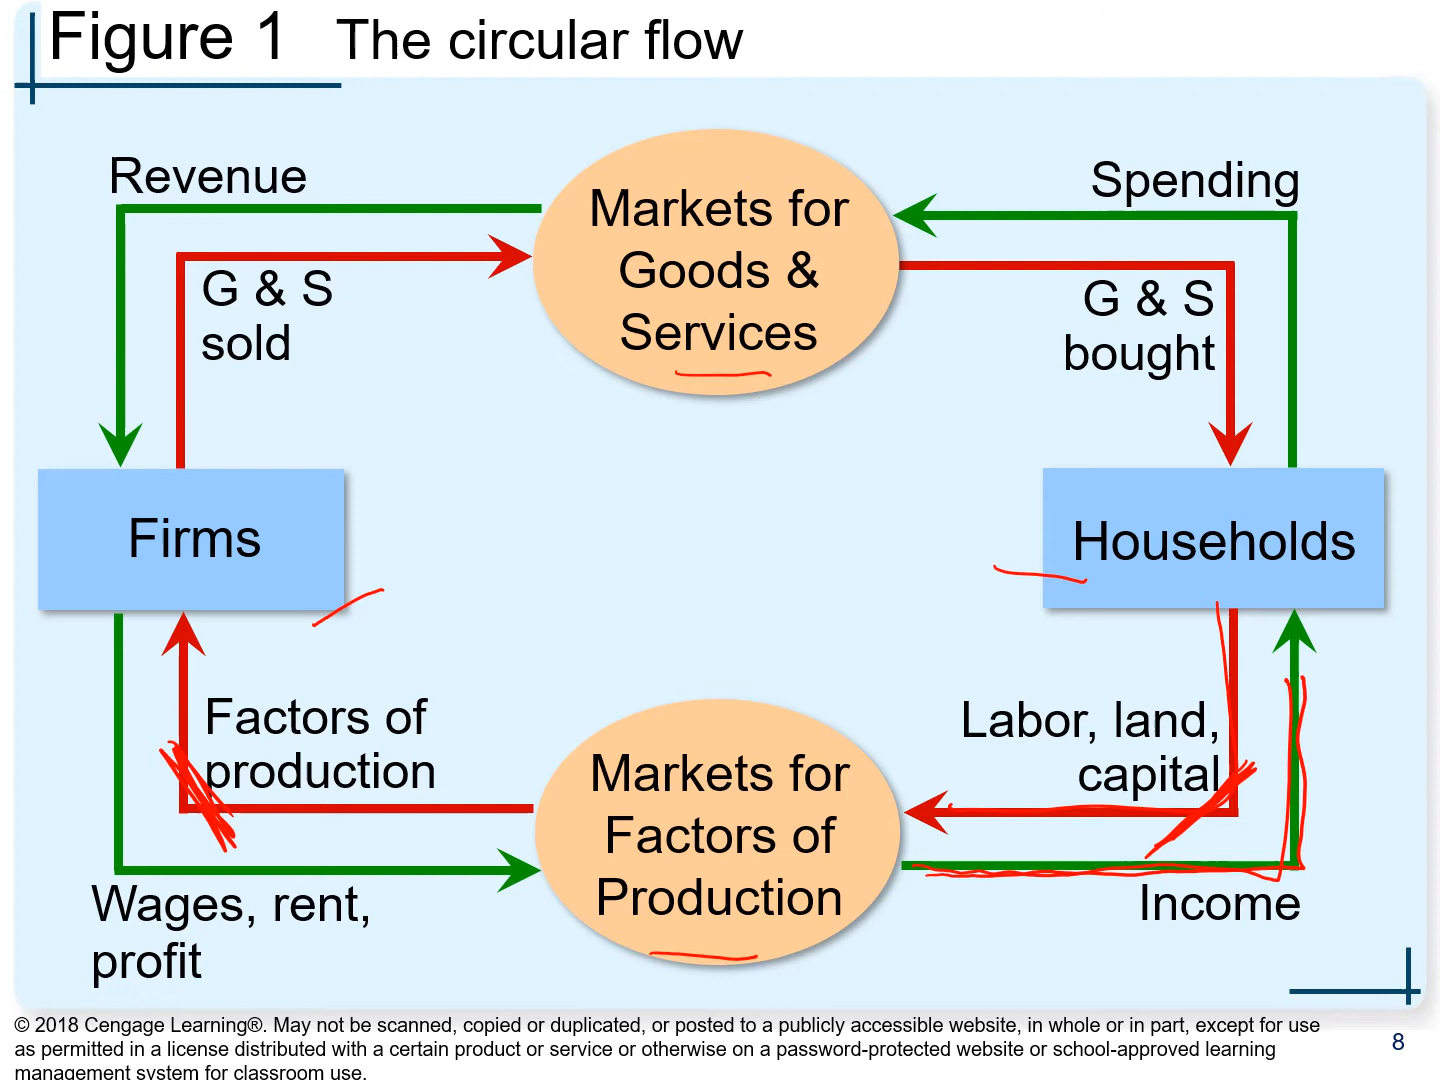 Figure 1 The circular flow
Revenue
Spending
Markets for
Goods &
Services
G & S
sold
G & S
bought
Firms
Households
Factors of
production
Labor, land,
capital
Markets for
Factors of
Production
Wages, rent,
profit
Income
© 2018 Cengage Learning®. May not be scanned, copied or duplicated, or posted to a publicly accessible website, in whole or in part, except for use
as permitted in a license distributed with a certain product or service or otherwise on a password-protected website or school-approved learning
management system for classroom use.
8